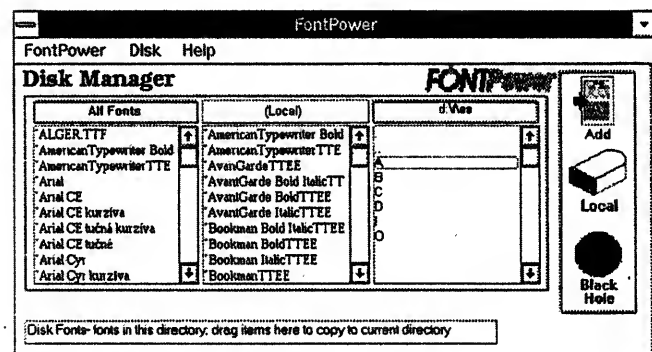 FontPower
FontPower Disk Help
Disk Manager
FONTPower
All Fonts
ALGER.TTF
AmericanTypewriter Bold
AmericanTypewriterTTE
Arial
Arial CE
Arial CE kurzíva
Arial CE tučná kurzíva
Arial CE tučné
Arial Cyr
Arial Cyr kurzíva
(Local)
AmericanTypewriter Bold
AmericanTypewriterTTE
AvanGardeTTEE
AvantGarde Bold ItalicTT
AvantGarde BoldTTEE
AvantGarde ItalicTTEE
Bookman Bold ItalicTTEE
Bookman BoldTTEE
Bookman ItalicTTEE
BookmanTTEE
..
A
B
C
D
O
Add
Local
Black
Hole
Disk Fonts- fonts in this directory; drag items here to copy to current directory